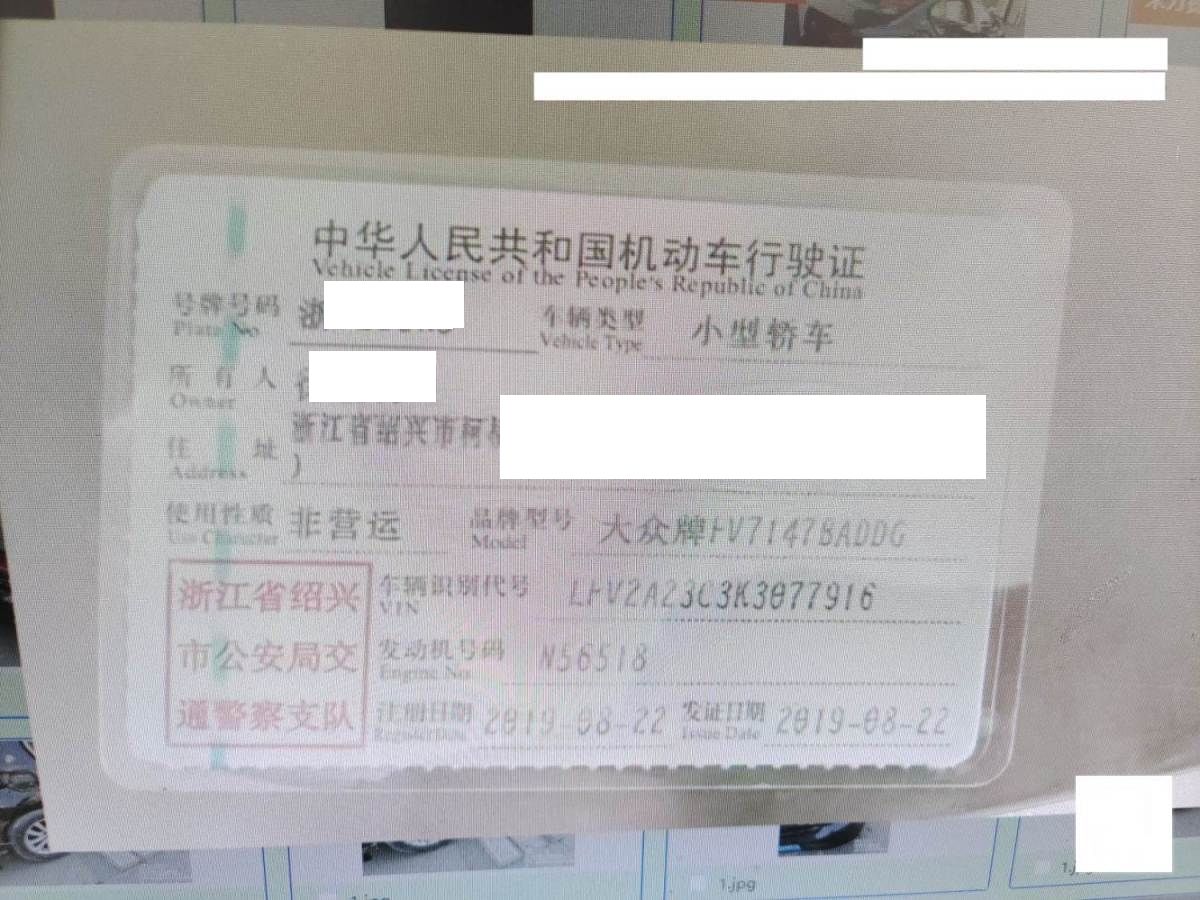 中华人民共和国机动车行驶证
Vehicle License of the People's Republic of China
号牌号码 浙 车辆类型 小型轿车
Plate No. Vehicle Type
所有人
Owner
浙江省绍兴市柯
住址 )
Address
使用性质 非营运 品牌型号 大众牌FV7147BADDG
Use Character Model
浙江省绍兴
市公安局交
通警察支队
车辆识别代号 LFV2A23C3K3077916
VIN
发动机号码 N56518
Engine No.
注册日期 2019-08-22 发证日期 2019-08-22
Issue Date
1.jpg